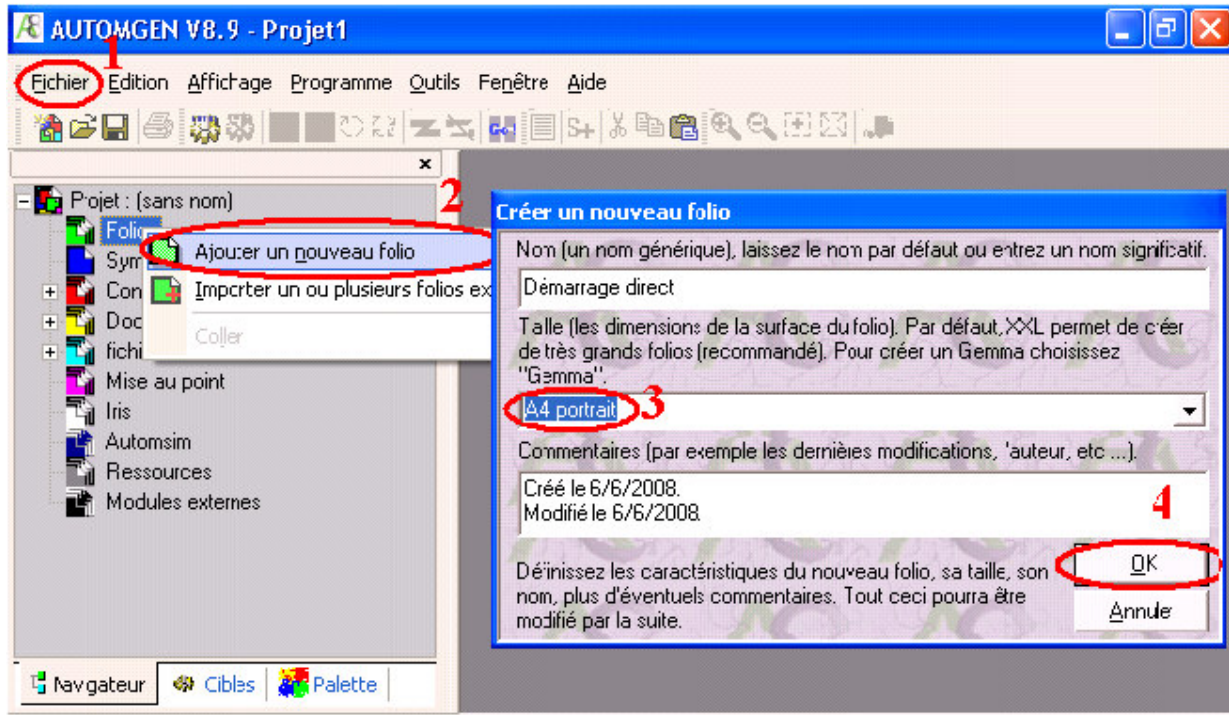 AUTOMGEN V8.9 - Projet1
1
Fichier Edition Affichage Programme Outils Fenêtre Aide
Go!
S+
2
Projet : (sans nom)
Folio
Sym
Con
Doc
fichi
Mise au point
Iris
Automsim
Ressources
Modules externes
Ajouter un nouveau folio
Importer un ou plusieurs folios ex
Coller
Créer un nouveau folio
Nom (un nom générique), laissez le nom par défaut ou entrez un nom significatif.
Démarrage direct
Taille (les dimensions de la surface du folio). Par défaut, XXL permet de créer
de très grands folios (recommandé). Pour créer un Gemma choisissez
"Gemma".
A4 portrait
3
Commentaires (par exemple les dernières modifications, l'auteur, etc ...).
Créé le 6/6/2008.
Modifié le 6/6/2008.
4
Définissez les caractéristiques du nouveau folio, sa taille, son
nom, plus d'éventuels commentaires. Tout ceci pourra être
modifié par la suite.
OK
Annuler
Navigateur Cibles Palette